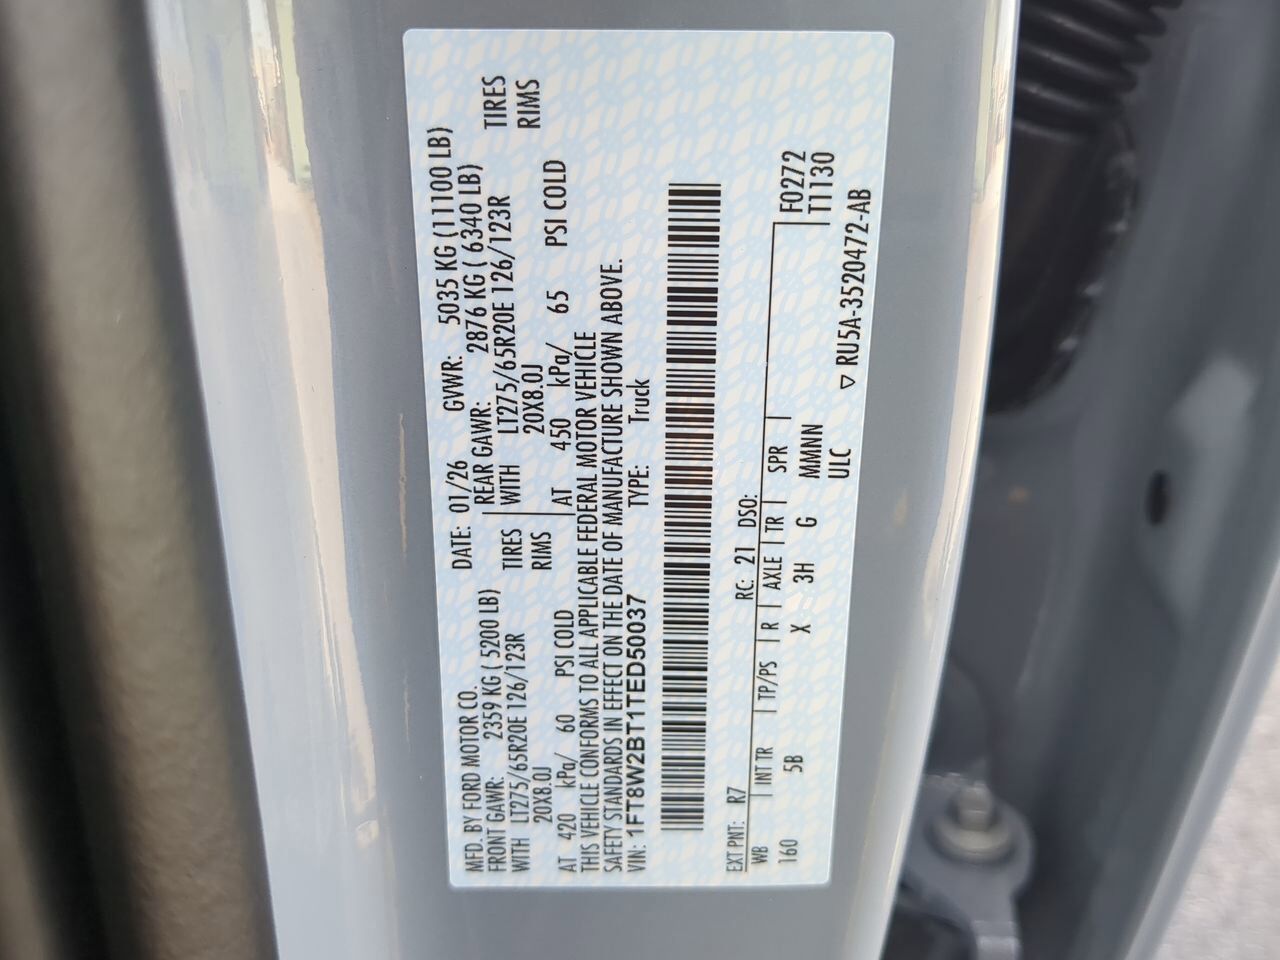 MFD. BY FORD MOTOR CO.
DATE: 01/26 GVWR: 5035 KG (11100 LB)
FRONT GAWR: 2359 KG ( 5200 LB) REAR GAWR: 2876 KG ( 6340 LB)
WITH LT275/65R20E 126/123R TIRES WITH LT275/65R20E 126/123R TIRES
20X8.0J RIMS 20X8.0J RIMS
AT 420 kPa/ 60 PSI COLD AT 450 kPa/ 65 PSI COLD
THIS VEHICLE CONFORMS TO ALL APPLICABLE FEDERAL MOTOR VEHICLE
SAFETY STANDARDS IN EFFECT ON THE DATE OF MANUFACTURE SHOWN ABOVE.
VIN: 1FT8W2BT1TED50037 TYPE: Truck
EXT PNT: R7 RC: 21 DSO:
WB INT TR TP/PS R AXLE TR SPR F0272
160 5B X 3H G MMNN T1130
ULC ▽ RU5A-3520472-AB